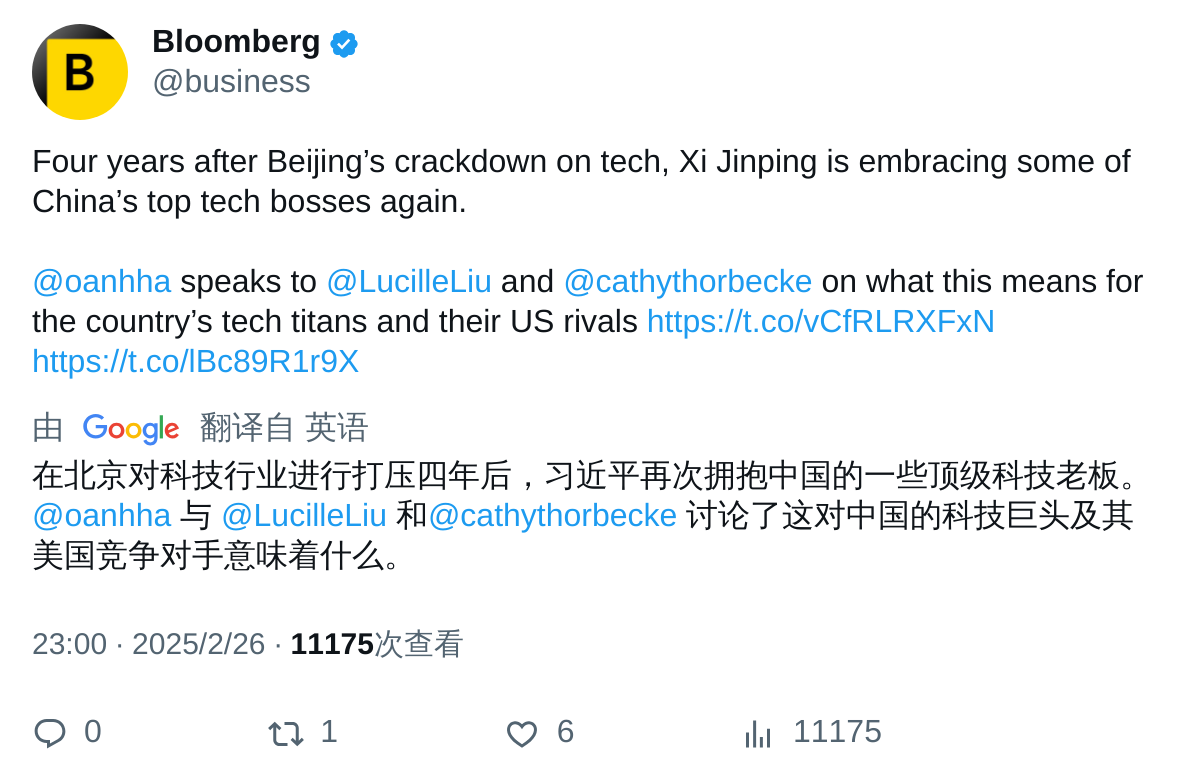 B
Bloomberg
@business
Four years after Beijing’s crackdown on tech, Xi Jinping is embracing some of
China’s top tech bosses again.
@oanhha speaks to @LucilleLiu and @cathythorbecke on what this means for
the country’s tech titans and their US rivals https://t.co/vCfRLRXFxN
https://t.co/lBc89R1r9X
由 Google 翻译自 英语
在北京对科技行业进行打压四年后，习近平再次拥抱中国的一些顶级科技老板。
@oanhha 与 @LucilleLiu 和@cathythorbecke 讨论了这对中国的科技巨头及其
美国竞争对手意味着什么。
23:00 · 2025/2/26 · 11175次查看
0 1 6 11175